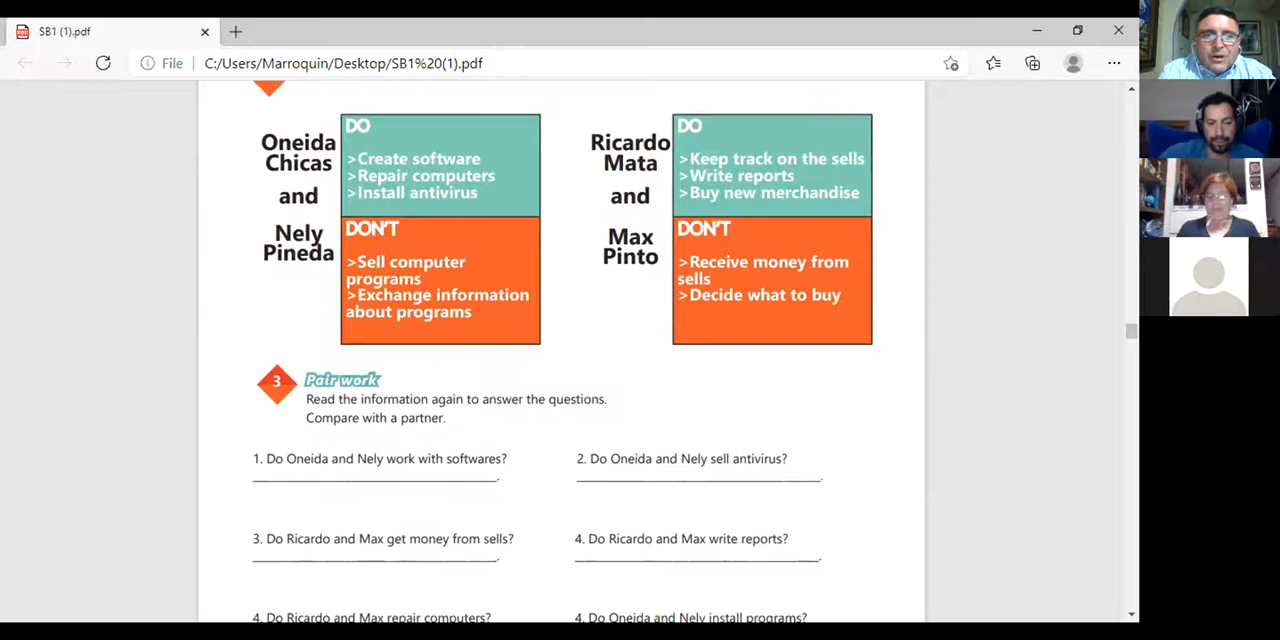 SB1 (1).pdf
File
C:/Users/Marroquin/Desktop/SB1%20(1).pdf
Oneida
Chicas
and
Nely
Pineda
DO
>Create software
>Repair computers
>Install antivirus
DON'T
>Sell computer
programs
>Exchange information
about programs
Ricardo
Mata
and
Max
Pinto
DO
>Keep track on the sells
>Write reports
>Buy new merchandise
DON'T
>Receive money from
sells
>Decide what to buy
3
Pair work
Read the information again to answer the questions.
Compare with a partner.
1. Do Oneida and Nely work with softwares?
2. Do Oneida and Nely sell antivirus?
3. Do Ricardo and Max get money from sells?
4. Do Ricardo and Max write reports?
4. Do Ricardo and Max repair computers?
4. Do Oneida and Nely install programs?